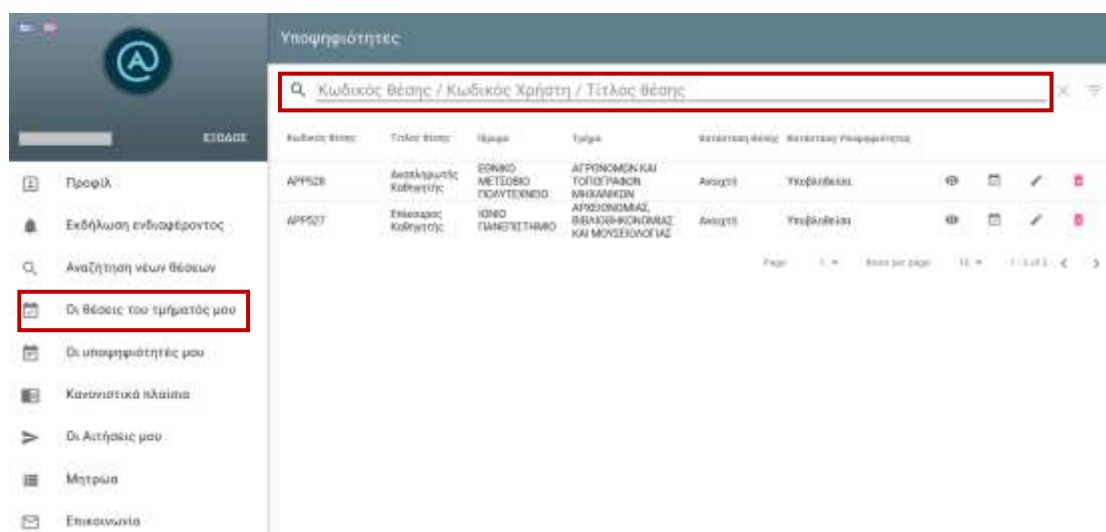 Υποψηφιότητες
Κωδικός θέσης / Κωδικός Χρήστη / Τίτλος θέσης
ΕΞΟΔΟΣ
Κωδικός θέσης Τίτλος θέσης Ίδρυμα Τμήμα Κατάσταση θέσης Κατάσταση Υποψηφιότητας
APP528 Αναπληρωτής Καθηγητής ΕΘΝΙΚΟ ΜΕΤΣΟΒΙΟ ΠΟΛΥΤΕΧΝΕΙΟ ΑΓΡΟΝΟΜΩΝ ΚΑΙ ΤΟΠΟΓΡΑΦΩΝ ΜΗΧΑΝΙΚΩΝ Ανοιχτή Υποβληθείσα
APP527 Επίκουρος Καθηγητής ΙΟΝΙΟ ΠΑΝΕΠΙΣΤΗΜΙΟ ΑΡΧΕΙΟΝΟΜΙΑΣ, ΒΙΒΛΙΟΘΗΚΟΝΟΜΙΑΣ ΚΑΙ ΜΟΥΣΕΙΟΛΟΓΙΑΣ Ανοιχτή Υποβληθείσα
Page 1 Rows per page 10
Προφίλ
Εκδήλωση ενδιαφέροντος
Αναζήτηση νέων θέσεων
Οι θέσεις του τμήματός μου
Οι υποψηφιότητές μου
Κανονιστικά πλαίσια
Οι Αιτήσεις μου
Μητρώα
Επικοινωνία